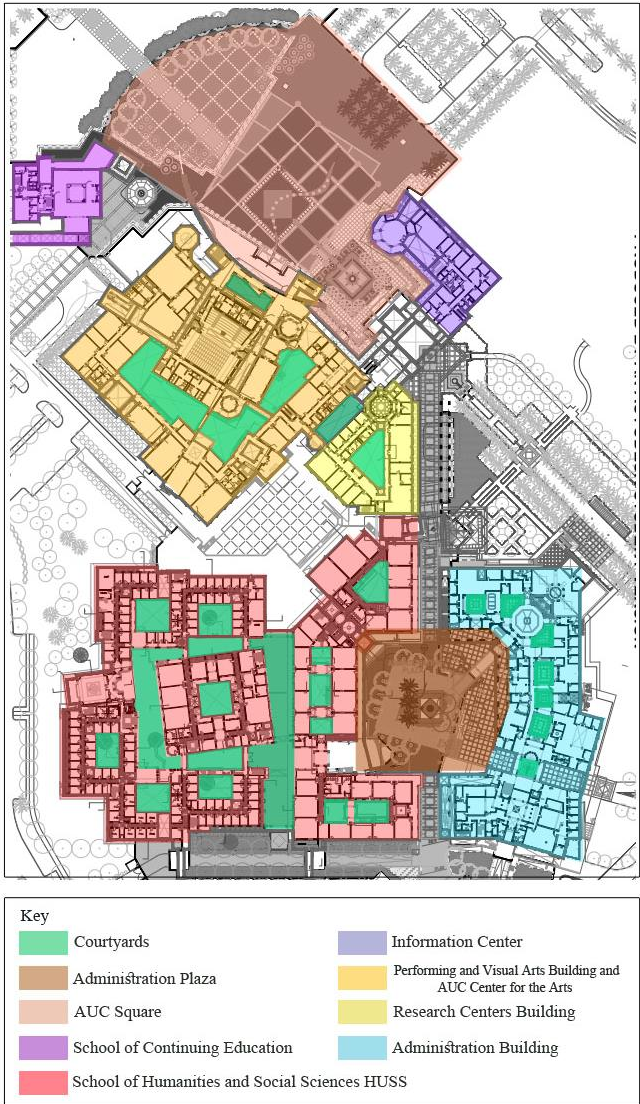 Key
Courtyards
Administration Plaza
AUC Square
School of Continuing Education
School of Humanities and Social Sciences HUSS
Information Center
Performing and Visual Arts Building and
AUC Center for the Arts
Research Centers Building
Administration Building